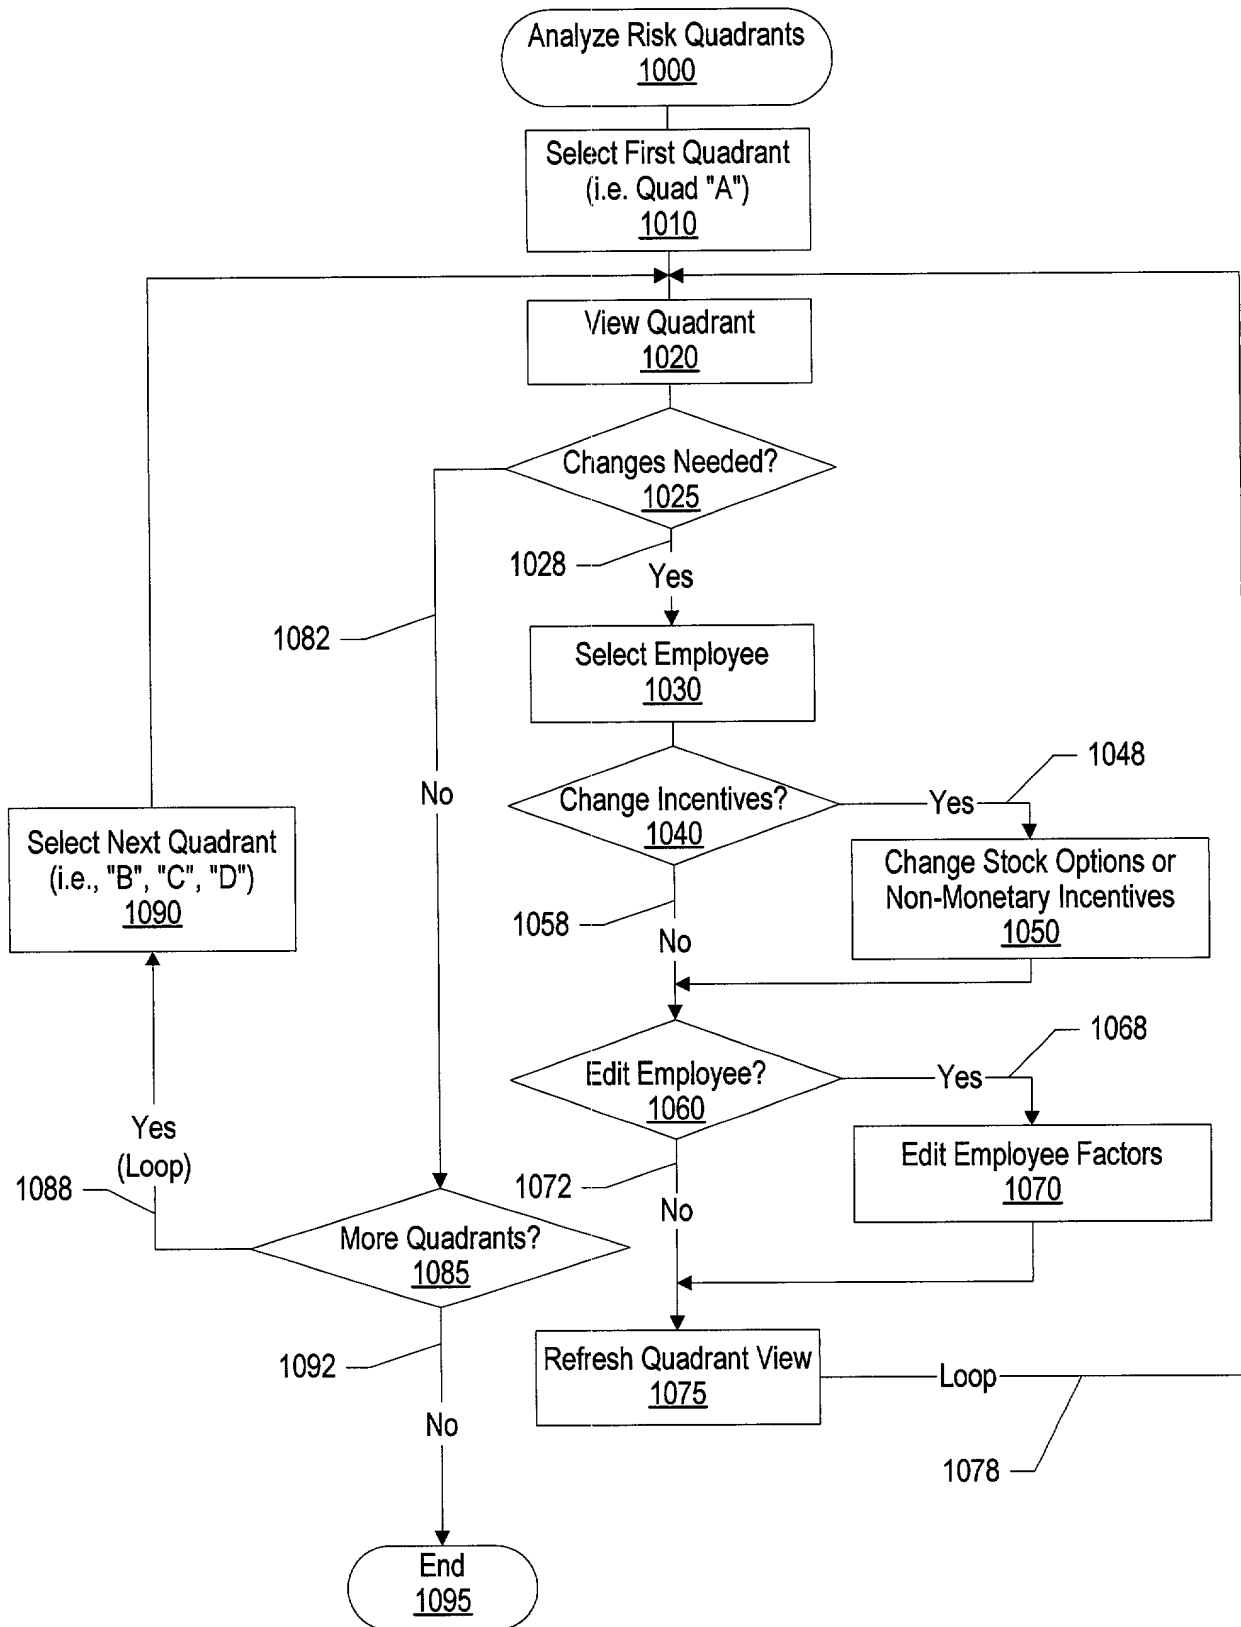 Analyze Risk Quadrants
1000
Select First Quadrant
(i.e. Quad "A")
1010
View Quadrant
1020
Changes Needed?
1025
1028
Yes
1082
Select Employee
1030
No
1048
Change Incentives?
1040
Yes
Select Next Quadrant
(i.e., "B", "C", "D")
1090
Change Stock Options or
Non-Monetary Incentives
1050
1058
No
1068
Edit Employee?
1060
Yes
Yes
(Loop)
1088
Edit Employee Factors
1070
1072
No
More Quadrants?
1085
1092
Refresh Quadrant View
1075
Loop
No
1078
End
1095